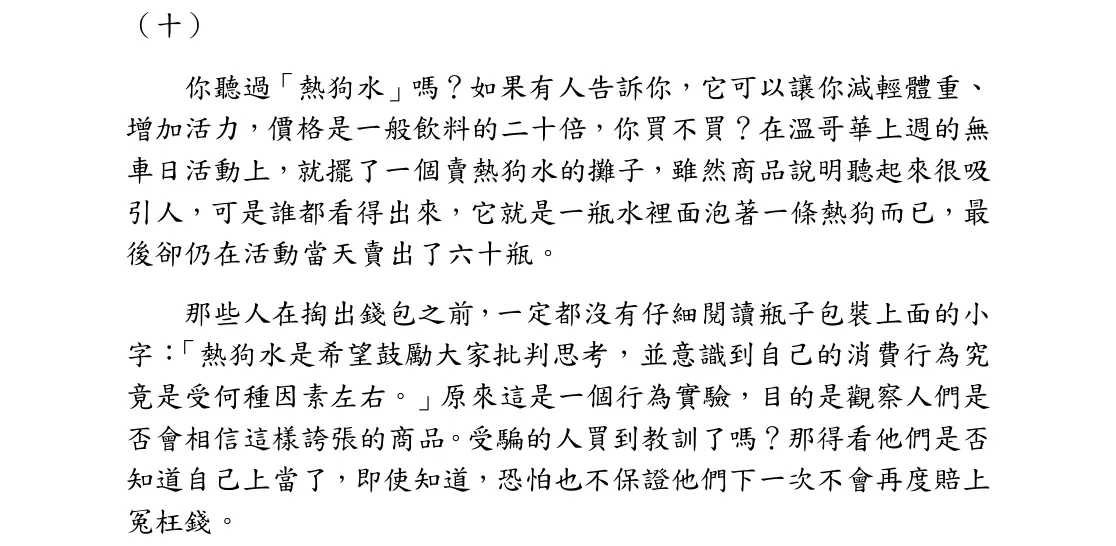 （十）
你聽過「熱狗水」嗎？如果有人告訴你，它可以讓你減輕體重、
增加活力，價格是一般飲料的二十倍，你買不買？在溫哥華上週的無
車日活動上，就擺了一個賣熱狗水的攤子，雖然商品說明聽起來很吸
引人，可是誰都看得出來，它就是一瓶水裡面泡著一條熱狗而已，最
後卻仍在活動當天賣出了六十瓶。
那些人在掏出錢包之前，一定都沒有仔細閱讀瓶子包裝上面的小
字：「熱狗水是希望鼓勵大家批判思考，並意識到自己的消費行為究
竟是受何種因素左右。」原來這是一個行為實驗，目的是觀察人們是
否會相信這樣誇張的商品。受騙的人買到教訓了嗎？那得看他們是否
知道自己上當了，即使知道，恐怕也不保證他們下一次不會再度賠上
冤枉錢。